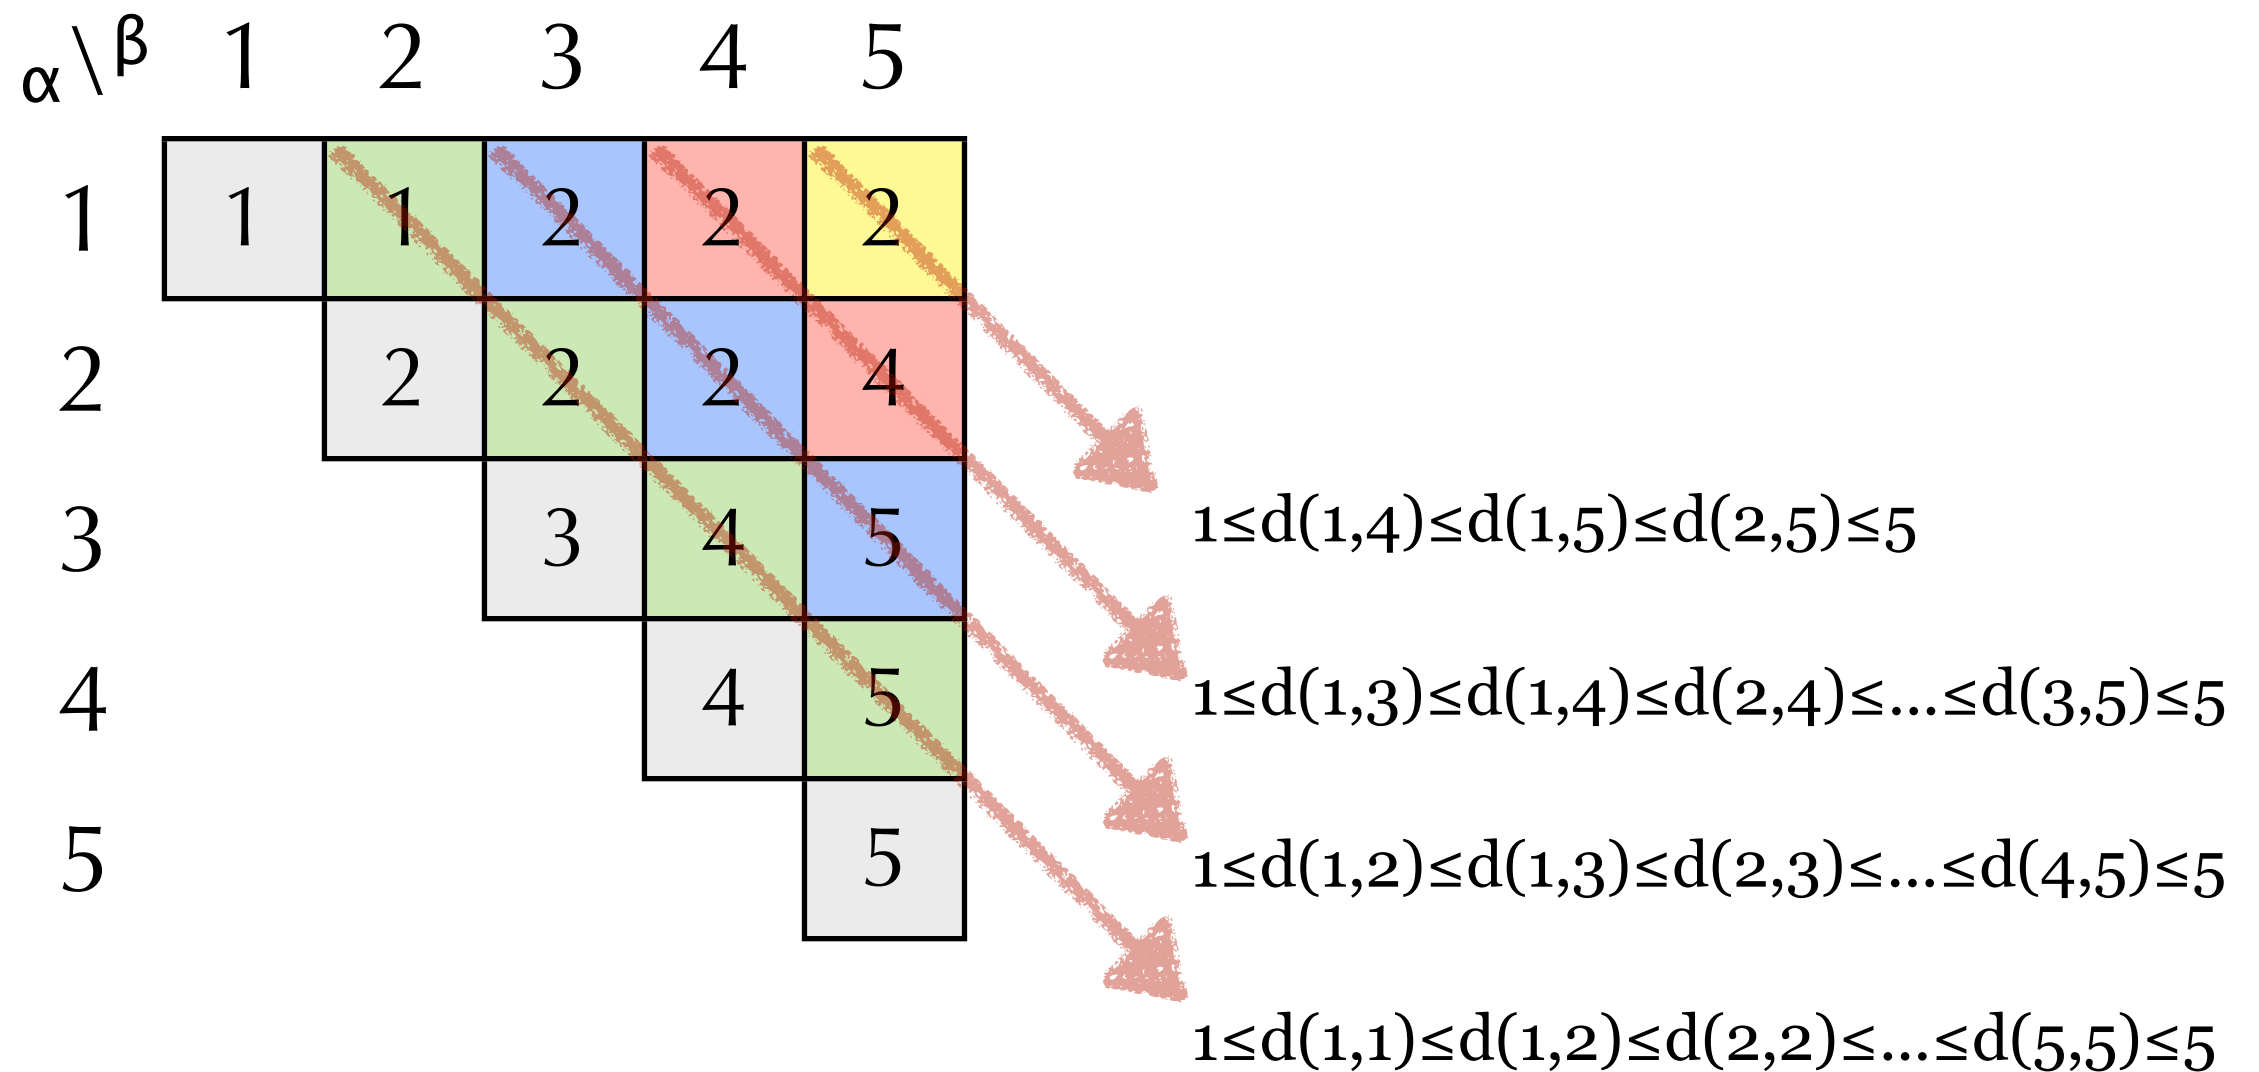 α\β 1 2 3 4 5
1 1 1 2 2 2
2 2 2 2 4
3 3 4 5
4 4 5
5 5
1≤d(1,4)≤d(1,5)≤d(2,5)≤5
1≤d(1,3)≤d(1,4)≤d(2,4)≤...≤d(3,5)≤5
1≤d(1,2)≤d(1,3)≤d(2,3)≤...≤d(4,5)≤5
1≤d(1,1)≤d(1,2)≤d(2,2)≤...≤d(5,5)≤5